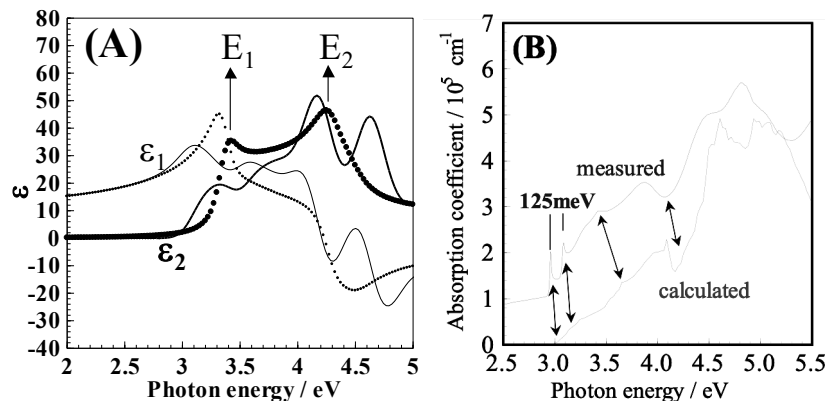 (A)
E1
E2
ε1
ε2
ε
80
70
60
50
40
30
20
10
0
-10
-20
-30
-40
2
2.5
3
3.5
4
4.5
5
Photon energy / eV
(B)
Absorption coefficient / 10^5 cm^-1
7
6
5
4
3
2
1
0
measured
125meV
calculated
2.5
3.0
3.5
4.0
4.5
5.0
5.5
Photon energy / eV